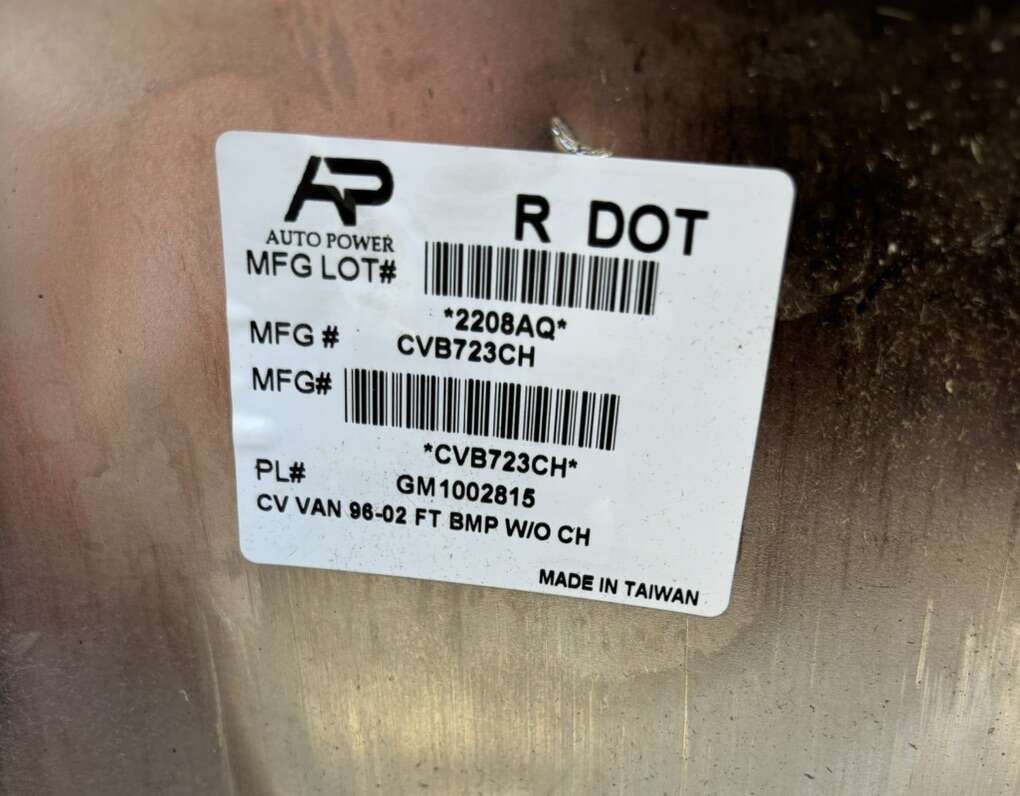 AP
AUTO POWER
R DOT
MFG LOT#
*2208AQ*
MFG # CVB723CH
MFG#
*CVB723CH*
PL# GM1002815
CV VAN 96-02 FT BMP W/O CH
MADE IN TAIWAN